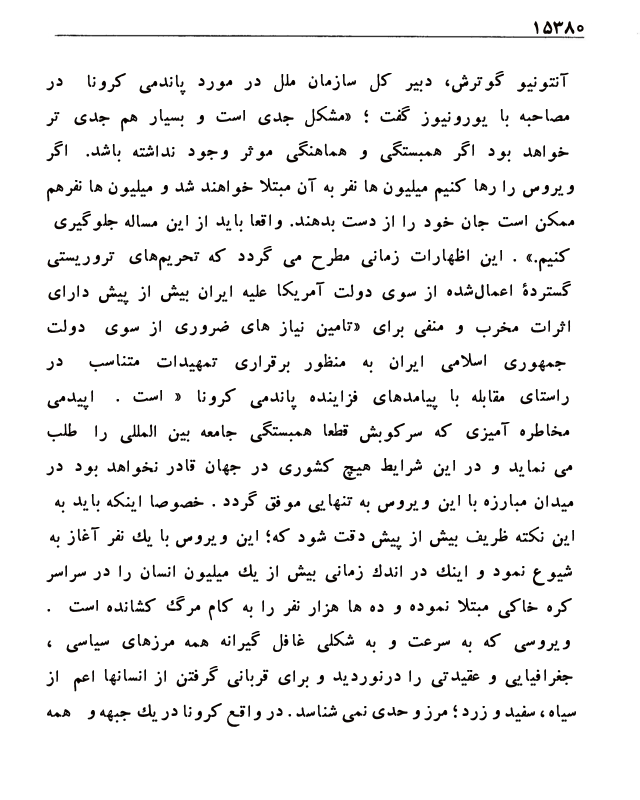 ۱۵۳۸۰
آنتونیو گوترش، دبیر کل سازمان ملل در مورد پاندمی کرونا در
مصاحبه با یورونیوز گفت ؛ «مشکل جدی است و بسیار هم جدی تر
خواهد بود اگر همبستگی و هماهنگی موثر وجود نداشته باشد. اگر
ویروس را رها کنیم میلیون ها نفر به آن مبتلا خواهند شد و میلیون ها نفرهم
ممکن است جان خود را از دست بدهند. واقعا باید از این مساله جلوگیری
کنیم.» . این اظهارات زمانی مطرح می گردد که تحریم‌های تروریستی
گستردهٔ اعمال‌شده از سوی دولت آمریکا علیه ایران بیش از پیش دارای
اثرات مخرب و منفی برای «تامین نیاز های ضروری از سوی دولت
جمهوری اسلامی ایران به منظور برقراری تمهیدات متناسب در
راستای مقابله با پیامدهای فزاینده پاندمی کرونا « است . اپیدمی
مخاطره آمیزی که سرکوبش قطعا همبستگی جامعه بین المللی را طلب
می نماید و در این شرایط هیچ کشوری در جهان قادر نخواهد بود در
میدان مبارزه با این ویروس به تنهایی موفق گردد . خصوصا اینکه باید به
این نکته ظریف بیش از پیش دقت شود که؛ این ویروس با یك نفر آغاز به
شیوع نمود و اینك در اندك زمانی بیش از یك میلیون انسان را در سراسر
کره خاکی مبتلا نموده و ده ها هزار نفر را به کام مرگ کشانده است .
ویروسی که به سرعت و به شکلی غافل گیرانه همه مرزهای سیاسی ،
جغرافیایی و عقیدتی را درنوردید و برای قربانی گرفتن از انسانها اعم از
سیاه ، سفید و زرد؛ مرز و حدی نمی شناسد . در واقع کرونا در یك جبهه و همه